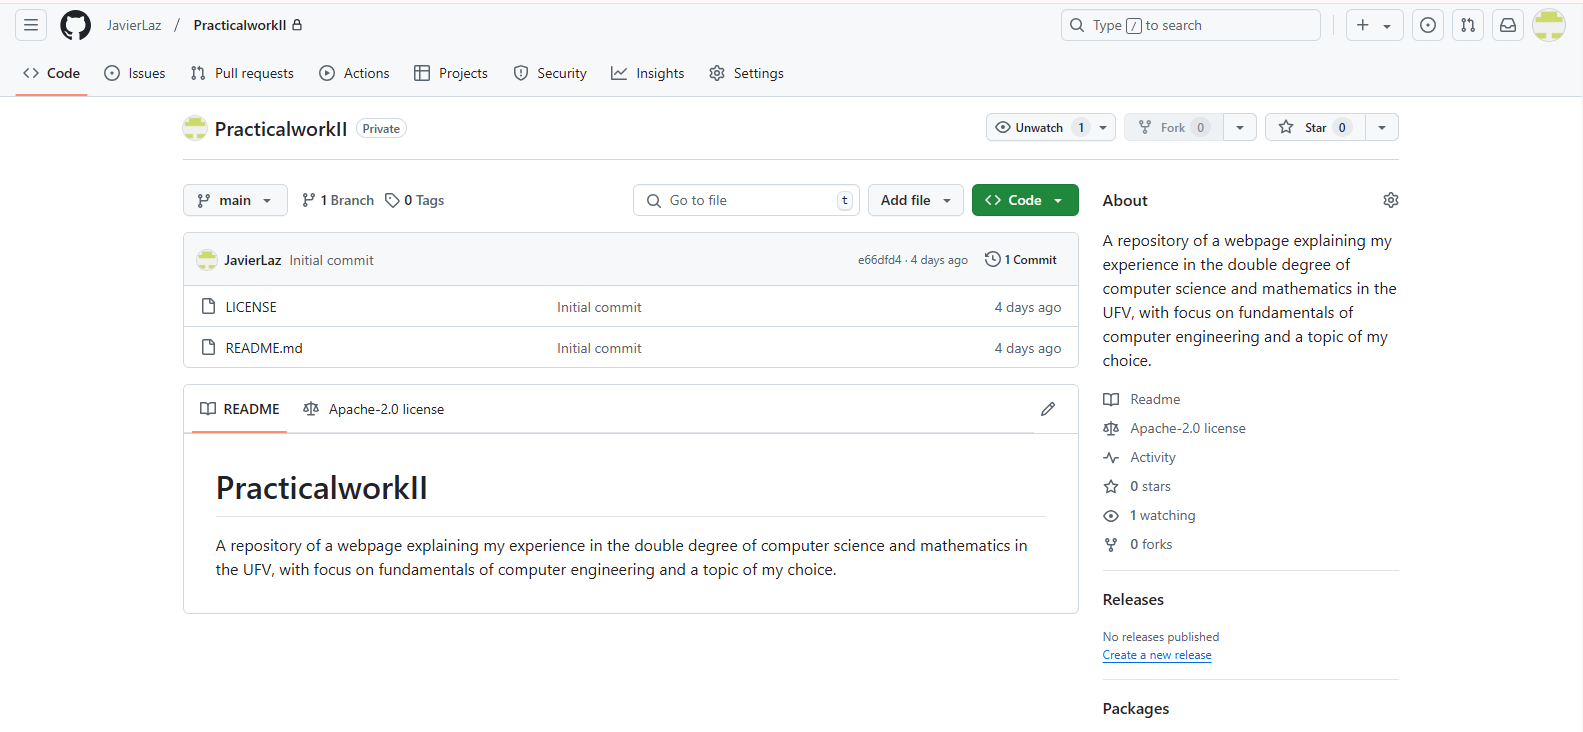 JavierLaz / PracticalworkII
Type / to search
Code Issues Pull requests Actions Projects Security Insights Settings
PracticalworkII Private
Unwatch 1 Fork 0 Star 0
main 1 Branch 0 Tags Go to file t Add file Code
JavierLaz Initial commit e66dfd4 · 4 days ago 1 Commit
LICENSE Initial commit 4 days ago
README.md Initial commit 4 days ago
README Apache-2.0 license
PracticalworkII
A repository of a webpage explaining my experience in the double degree of computer science and mathematics in
the UFV, with focus on fundamentals of computer engineering and a topic of my choice.
About
A repository of a webpage explaining my
experience in the double degree of
computer science and mathematics in the
UFV, with focus on fundamentals of
computer engineering and a topic of my
choice.
Readme
Apache-2.0 license
Activity
0 stars
1 watching
0 forks
Releases
No releases published
Create a new release
Packages